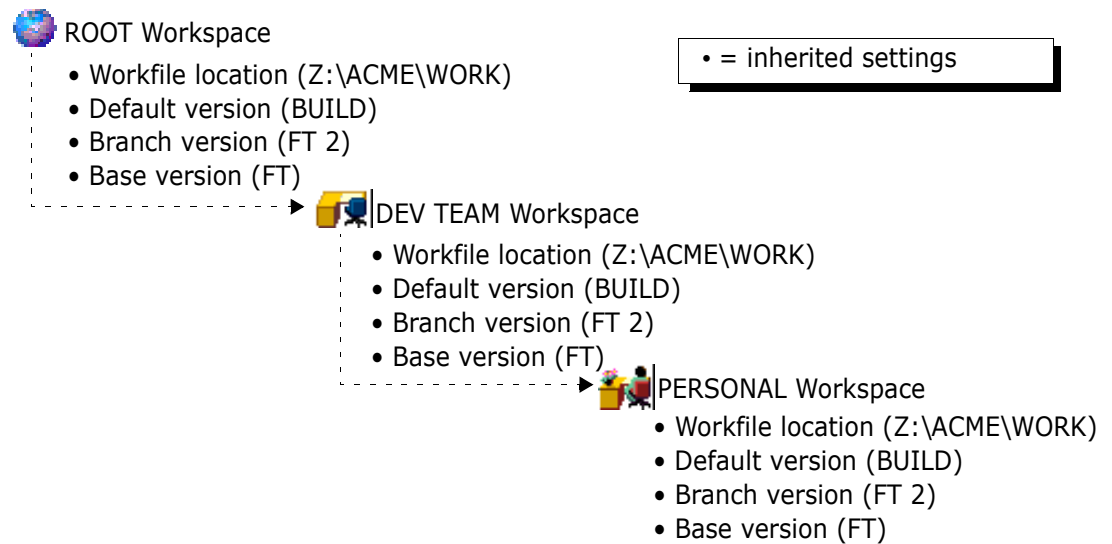 ROOT Workspace
• = inherited settings
• Workfile location (Z:\ACME\WORK)
• Default version (BUILD)
• Branch version (FT 2)
• Base version (FT)
DEV TEAM Workspace
• Workfile location (Z:\ACME\WORK)
• Default version (BUILD)
• Branch version (FT 2)
• Base version (FT)
PERSONAL Workspace
• Workfile location (Z:\ACME\WORK)
• Default version (BUILD)
• Branch version (FT 2)
• Base version (FT)